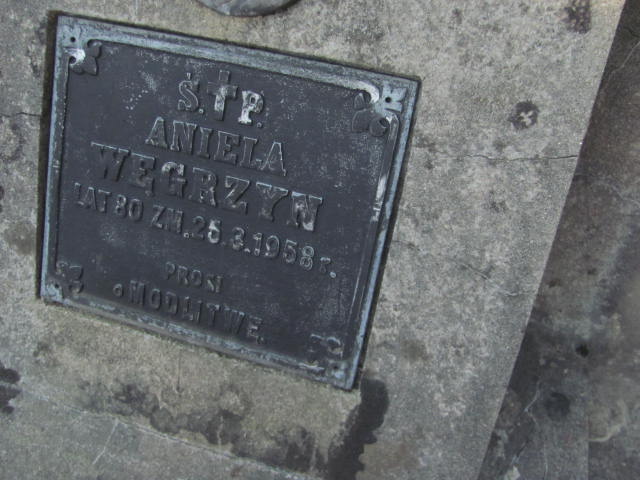 Ś.†P.
ANIELA
WĘGRZYN
LAT 80 ZM. 25.3.1958 r.
PROSI
o MODLITWĘ.